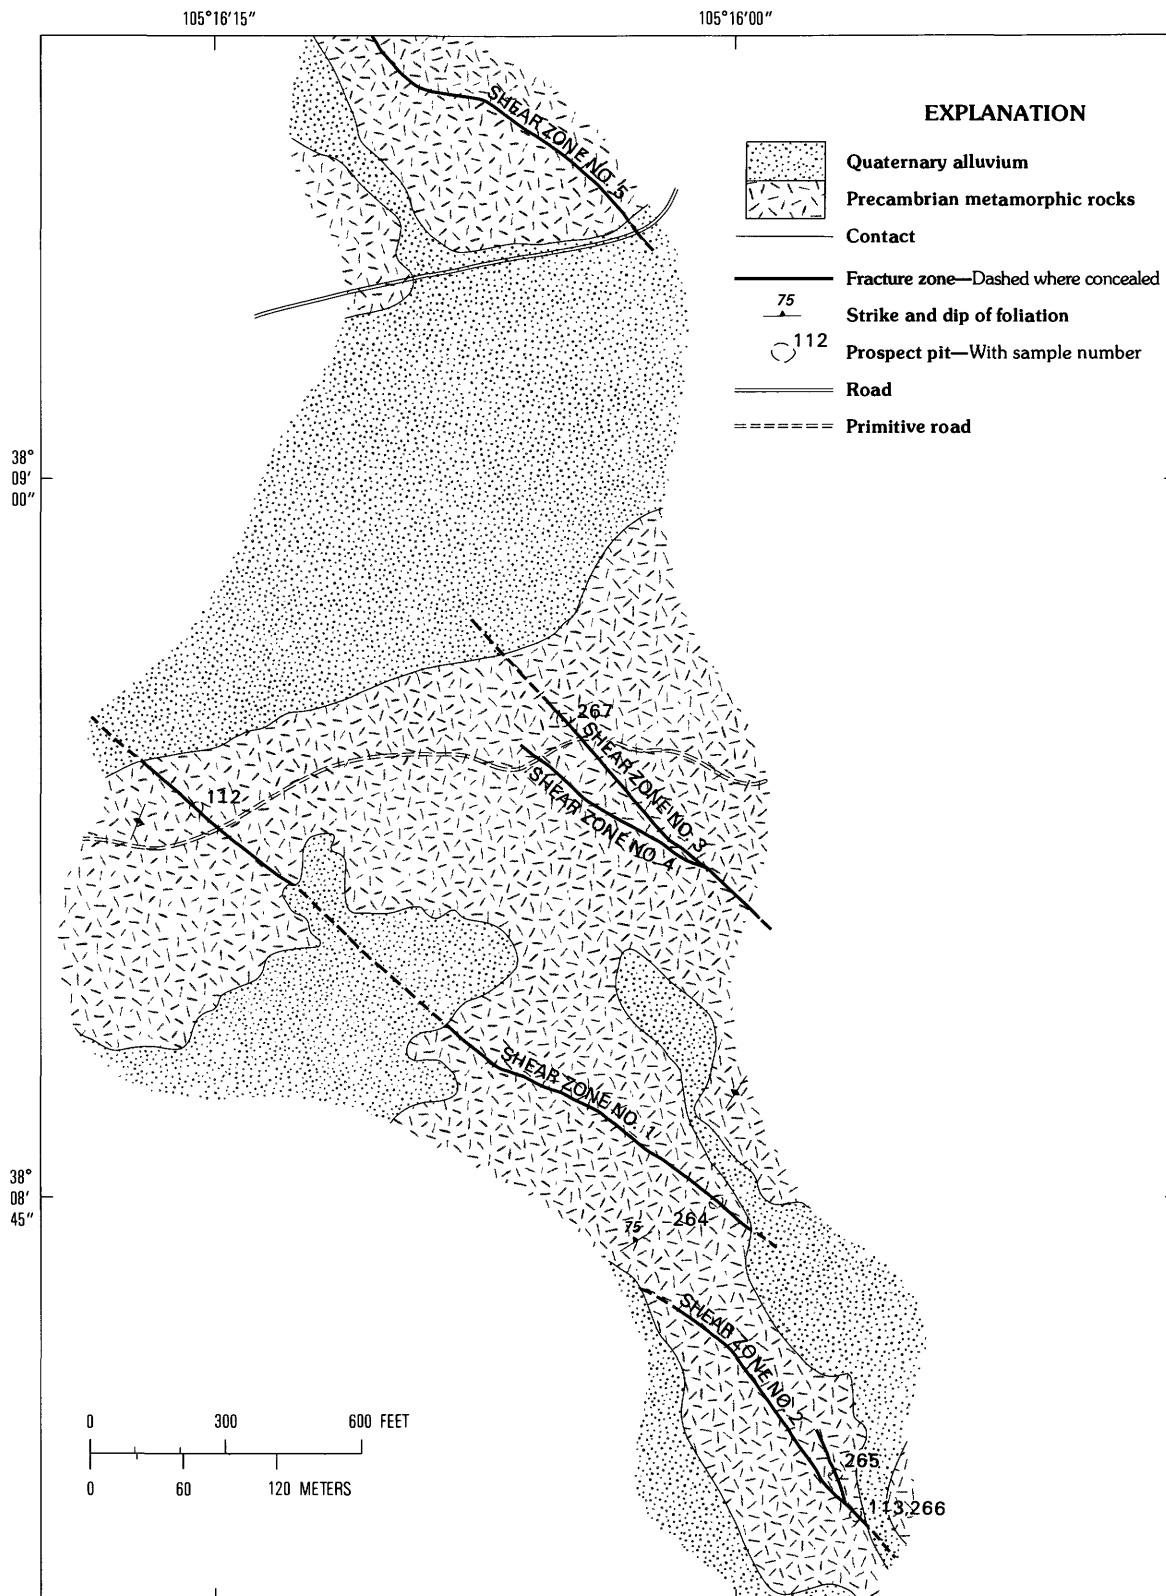 105°16′15″
105°16′00″
SHEAR ZONE NO. 5
EXPLANATION
Quaternary alluvium
Precambrian metamorphic rocks
Contact
Fracture zone—Dashed where concealed
75
Strike and dip of foliation
112
Prospect pit—With sample number
Road
Primitive road
38°
09′
00″
267
SHEAR ZONE NO. 3
SHEAR ZONE NO. 4
112
SHEAR ZONE NO. 1
38°
08′
45″
264
75
SHEAR ZONE NO. 2
265
113,266
0 300 600 FEET
0 60 120 METERS